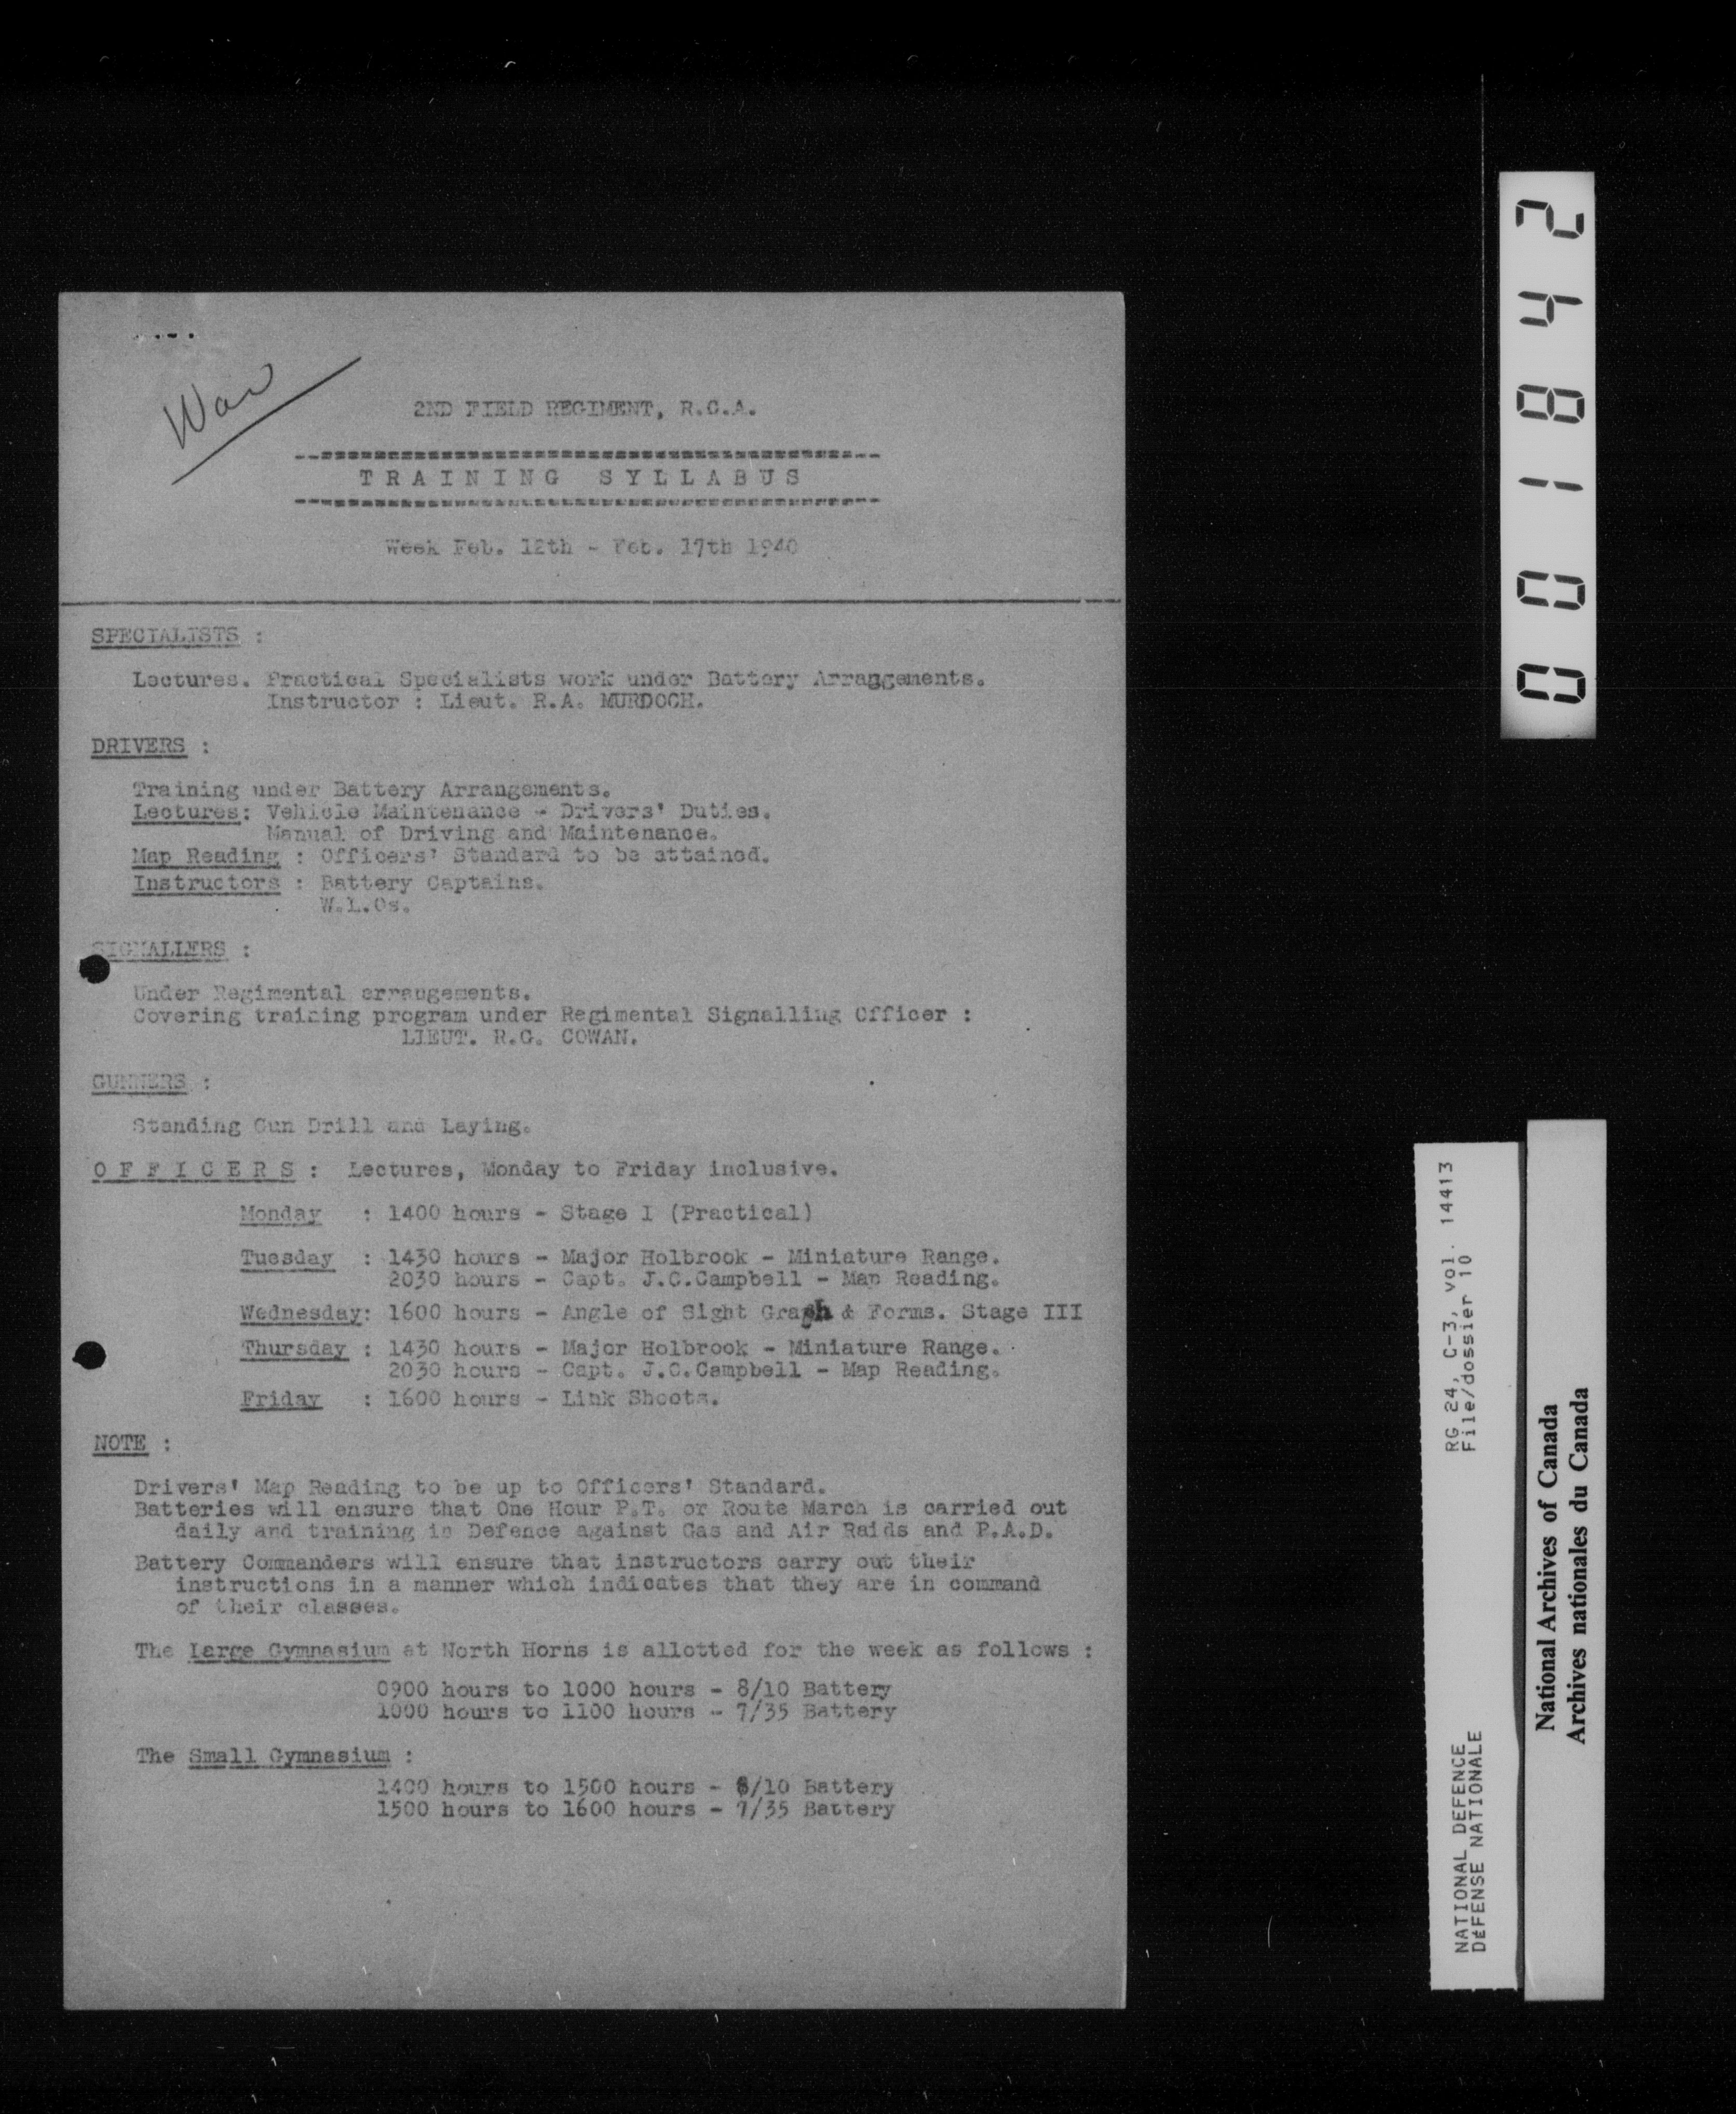 War
2ND FIELD REGIMENT, R.C.A.
TRAINING SYLLABUS
Week Feb. 12th - Feb. 17th 1940
SPECIALISTS :
Lectures. Practical Specialists work under Battery Arrangements.
Instructor : Lieut. R.A. MURDOCH.
DRIVERS :
Training under Battery Arrangements.
Lectures: Vehicle Maintenance - Drivers' Duties.
Manual of Driving and Maintenance.
Map Reading : Officers' Standard to be attained.
Instructors : Battery Captains.
W.L.Os.
SIGNALLERS :
Under Regimental arrangements.
Covering training program under Regimental Signalling Officer :
LIEUT. R.G. COWAN.
GUNNERS :
Standing Gun Drill and Laying.
OFFICERS : Lectures, Monday to Friday inclusive.
Monday : 1400 hours - Stage I (Practical)
Tuesday : 1430 hours - Major Holbrook - Miniature Range.
2030 hours - Capt. J.C.Campbell - Map Reading.
Wednesday: 1600 hours - Angle of Sight Graph & Forms. Stage III
Thursday : 1430 hours - Major Holbrook - Miniature Range.
2030 hours - Capt. J.C.Campbell - Map Reading.
Friday : 1600 hours - Link Shoots.
NOTE :
Drivers' Map Reading to be up to Officers' Standard.
Batteries will ensure that One Hour P.T. or Route March is carried out
daily and training in Defence against Gas and Air Raids and P.A.D.
Battery Commanders will ensure that instructors carry out their
instructions in a manner which indicates that they are in command
of their classes.
The Large Gymnasium at North Horns is allotted for the week as follows :
0900 hours to 1000 hours - 8/10 Battery
1000 hours to 1100 hours - 7/35 Battery
The Small Gymnasium :
1400 hours to 1500 hours - 8/10 Battery
1500 hours to 1600 hours - 7/35 Battery
001842
NATIONAL DEFENCE RG 24, C-3, vol. 14413
DÉFENSE NATIONALE File/dossier 10
National Archives of Canada
Archives nationales du Canada